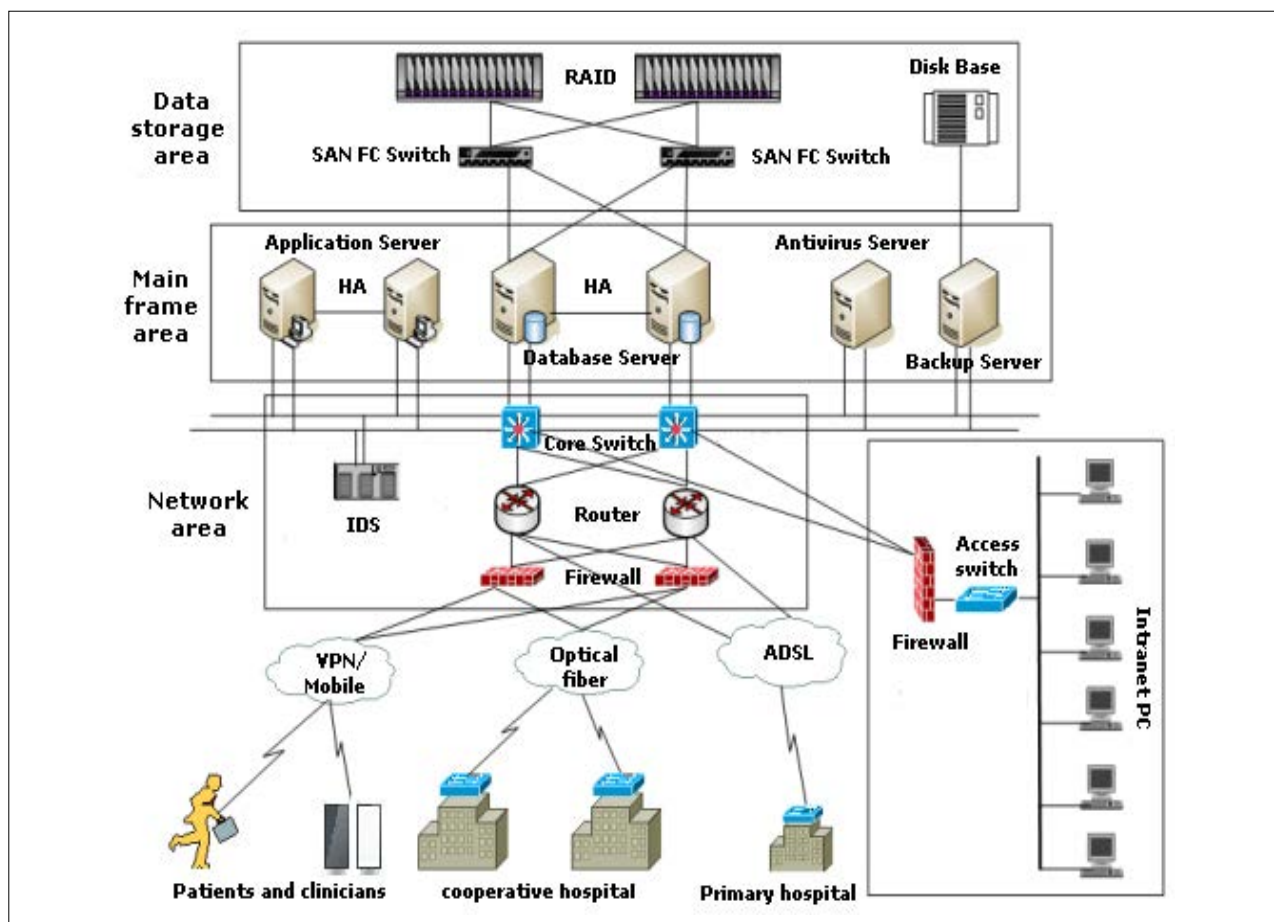 Data
storage
area
RAID
Disk Base
SAN FC Switch
SAN FC Switch
Main
frame
area
Application Server
HA
HA
Database Server
Antivirus Server
Backup Server
Network
area
Core Switch
IDS
Router
Firewall
Access
switch
Firewall
Intranet PC
VPN/
Mobile
Optical
fiber
ADSL
Patients and clinicians
cooperative hospital
Primary hospital